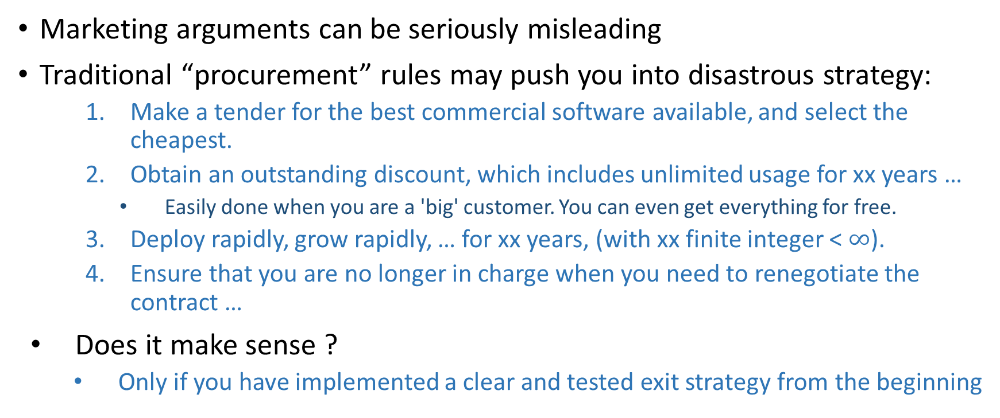 • Marketing arguments can be seriously misleading
• Traditional “procurement” rules may push you into disastrous strategy:
1. Make a tender for the best commercial software available, and select the
cheapest.
2. Obtain an outstanding discount, which includes unlimited usage for xx years …
• Easily done when you are a 'big' customer. You can even get everything for free.
3. Deploy rapidly, grow rapidly, … for xx years, (with xx finite integer < ∞).
4. Ensure that you are no longer in charge when you need to renegotiate the
contract …
• Does it make sense ?
• Only if you have implemented a clear and tested exit strategy from the beginning